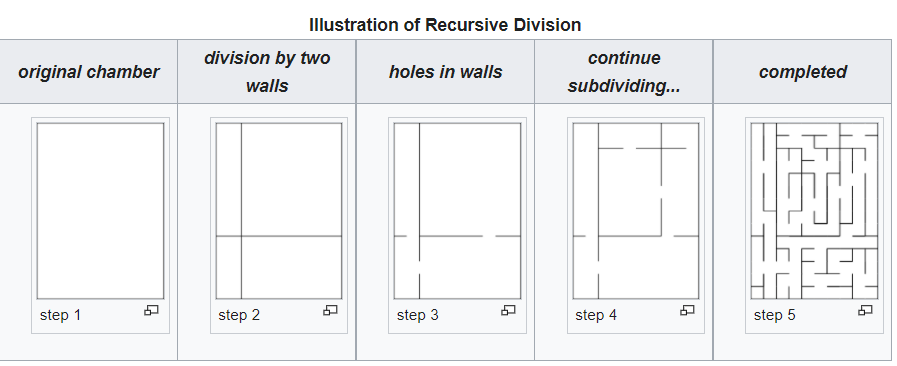 Illustration of Recursive Division
original chamber
division by two
walls
holes in walls
continue
subdividing...
completed
step 1
step 2
step 3
step 4
step 5